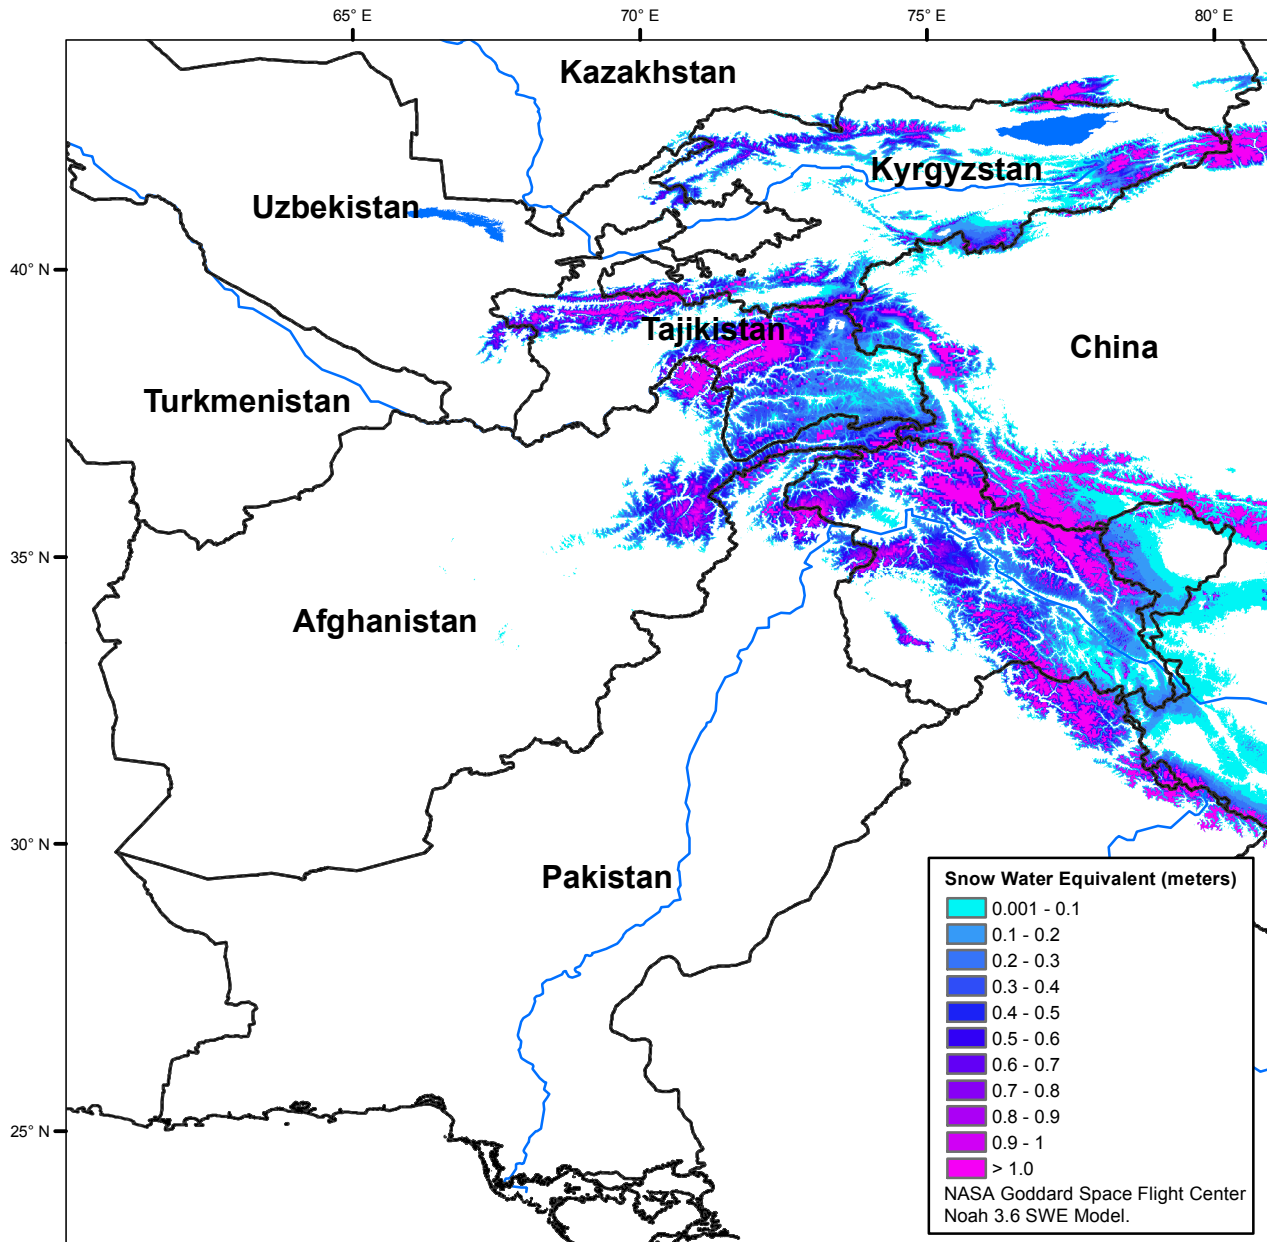 65° E 70° E 75° E 80° E
Kazakhstan
Kyrgyzstan
Uzbekistan
40° N
Tajikistan
China
Turkmenistan
35° N
Afghanistan
30° N
Pakistan
25° N
Snow Water Equivalent (meters)
0.001 - 0.1
0.1 - 0.2
0.2 - 0.3
0.3 - 0.4
0.4 - 0.5
0.5 - 0.6
0.6 - 0.7
0.7 - 0.8
0.8 - 0.9
0.9 - 1
> 1.0
NASA Goddard Space Flight Center
Noah 3.6 SWE Model.